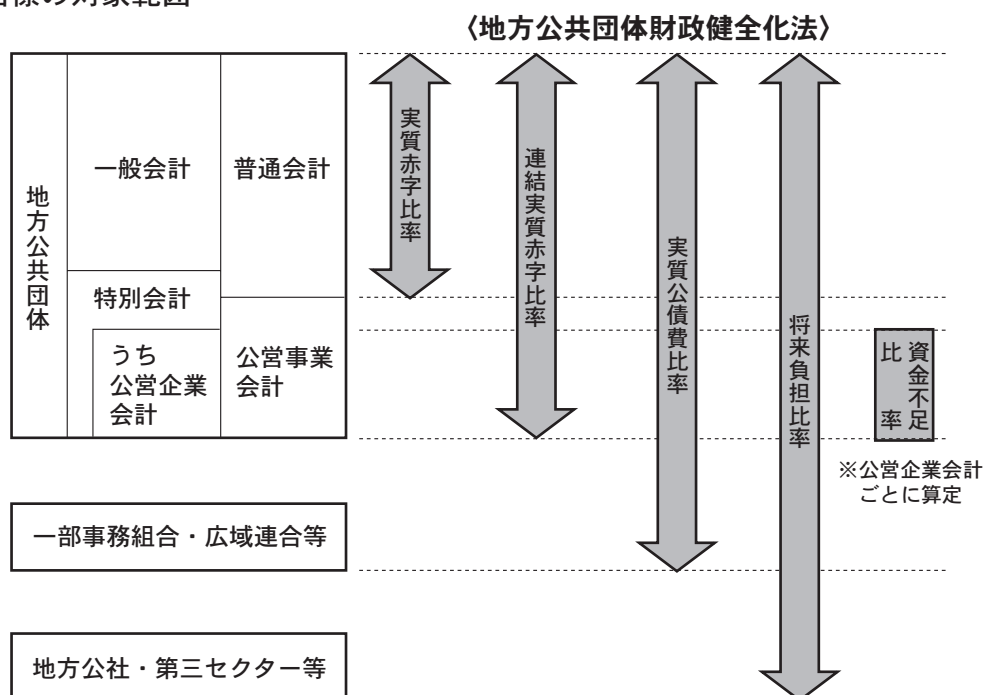 〈地方公共団体財政健全化法〉
地方公共団体
一般会計
普通会計
特別会計
うち
公営企業
会計
公営事業
会計
実質赤字比率
連結実質赤字比率
実質公債費比率
将来負担比率
資金不足
比率
※公営企業会計
ごとに算定
一部事務組合・広域連合等
地方公社・第三セクター等